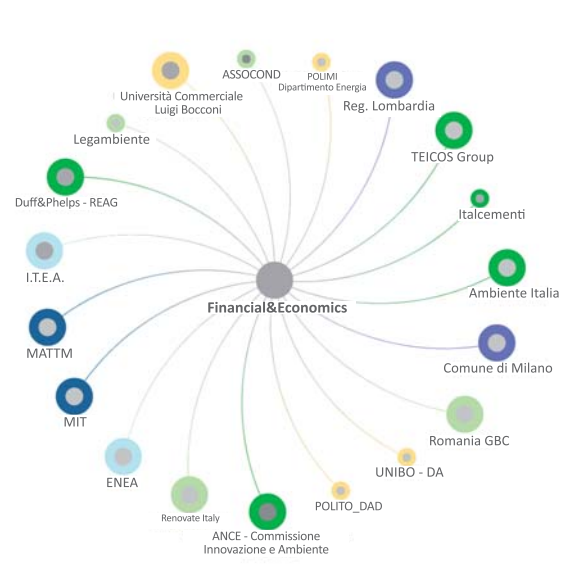 ASSOCOND
POLIMI
Dipartimento Energia
Università Commerciale
Luigi Bocconi
Reg. Lombardia
Legambiente
TEICOS Group
Duff&Phelps - REAG
Italcementi
I.T.E.A.
Ambiente Italia
Financial&Economics
MATTM
Comune di Milano
MIT
Romania GBC
UNIBO - DA
ENEA
POLITO_DAD
Renovate Italy
ANCE - Commissione
Innovazione e Ambiente